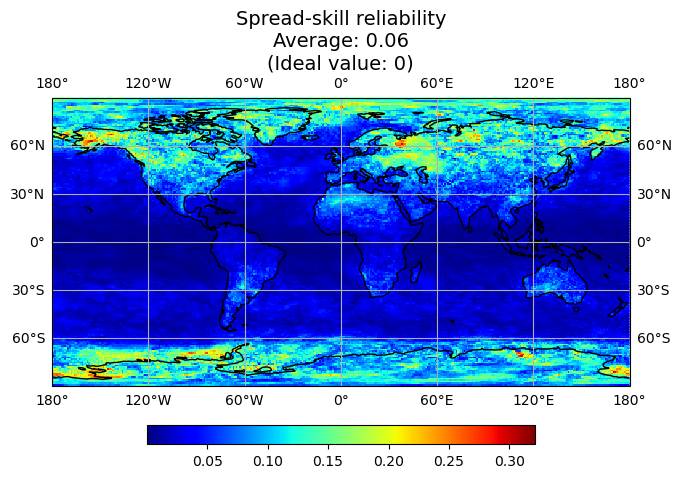 Spread-skill reliability
Average: 0.06
(Ideal value: 0)
180° 120°W 60°W 0° 60°E 120°E 180°
60°N 60°N
30°N 30°N
0° 0°
30°S 30°S
60°S 60°S
180° 120°W 60°W 0° 60°E 120°E 180°
0.05 0.10 0.15 0.20 0.25 0.30